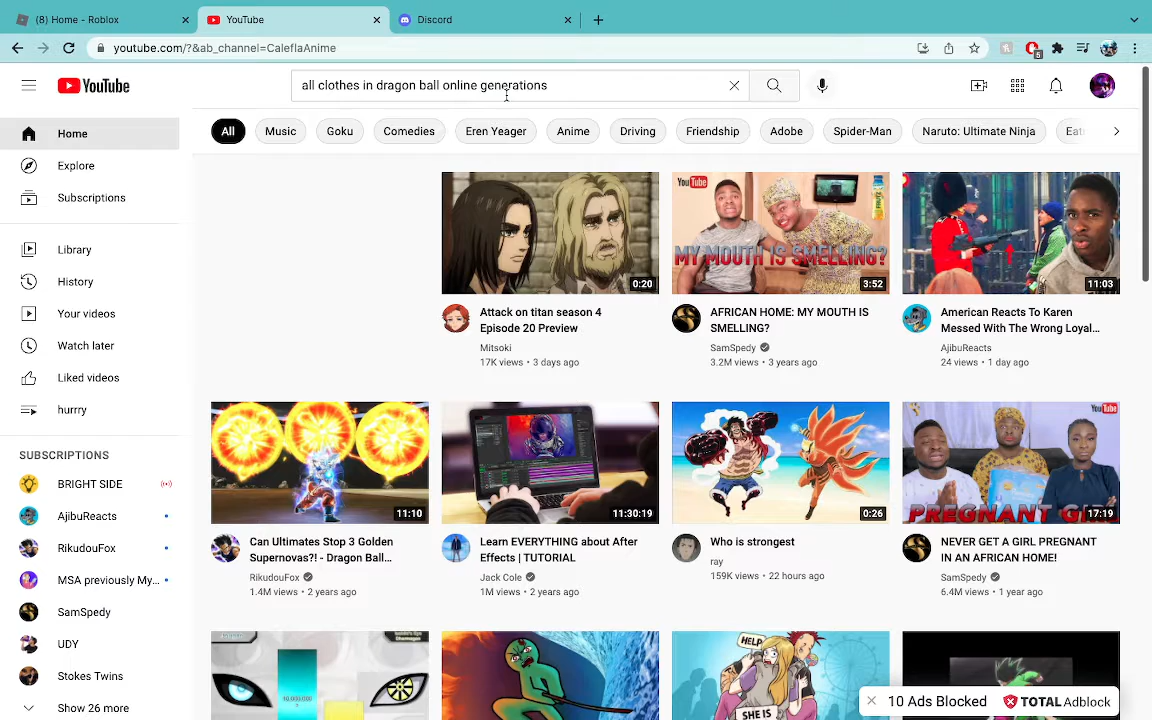 (8) Home - Roblox
YouTube
Discord
youtube.com/?&ab_channel=CaleflaAnime
5
YouTube
all clothes in dragon ball online generations
All
Music
Goku
Comedies
Eren Yeager
Anime
Driving
Friendship
Adobe
Spider-Man
Naruto: Ultimate Ninja
Home
Explore
Subscriptions
Library
History
Your videos
Watch later
Liked videos
hurrry
SUBSCRIPTIONS
BRIGHT SIDE
AjibuReacts
RikudouFox
MSA previously My...
SamSpedy
UDY
Stokes Twins
Show 26 more
0:20
Attack on titan season 4
Episode 20 Preview
Mitsoki
17K views • 3 days ago
YouTube
MY MOUTH IS SMELLING?
3:52
AFRICAN HOME: MY MOUTH IS
SMELLING?
SamSpedy
3.2M views • 3 years ago
11:03
American Reacts To Karen
Messed With The Wrong Loyal...
AjibuReacts
24 views • 1 day ago
11:10
Can Ultimates Stop 3 Golden
Supernovas?! - Dragon Ball...
RikudouFox
1.4M views • 2 years ago
11:30:19
Learn EVERYTHING about After
Effects | TUTORIAL
Jack Cole
1M views • 2 years ago
0:26
Who is strongest
ray
159K views • 22 hours ago
YouTube
PREGNANT
17:19
NEVER GET A GIRL PREGNANT
IN AN AFRICAN HOME!
SamSpedy
6.4M views • 1 year ago
HELP
SHE IS
10 Ads Blocked
TOTAL Adblock